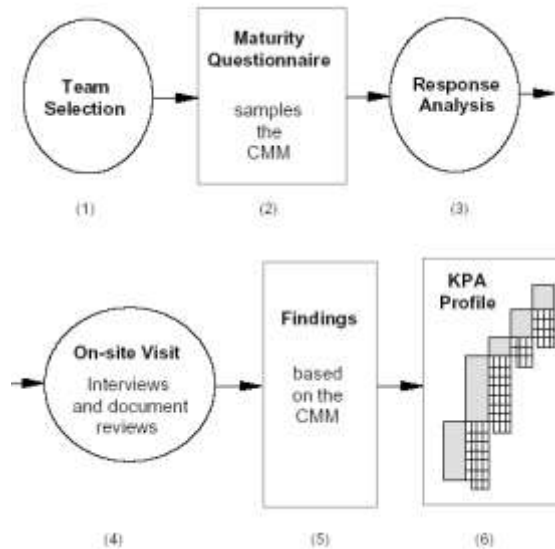 Team
Selection
Maturity
Questionnaire
samples
the
CMM
Response
Analysis
(1)
(2)
(3)
On-site Visit
Interviews
and document
reviews
Findings
based
on the
CMM
KPA
Profile
(4)
(5)
(6)